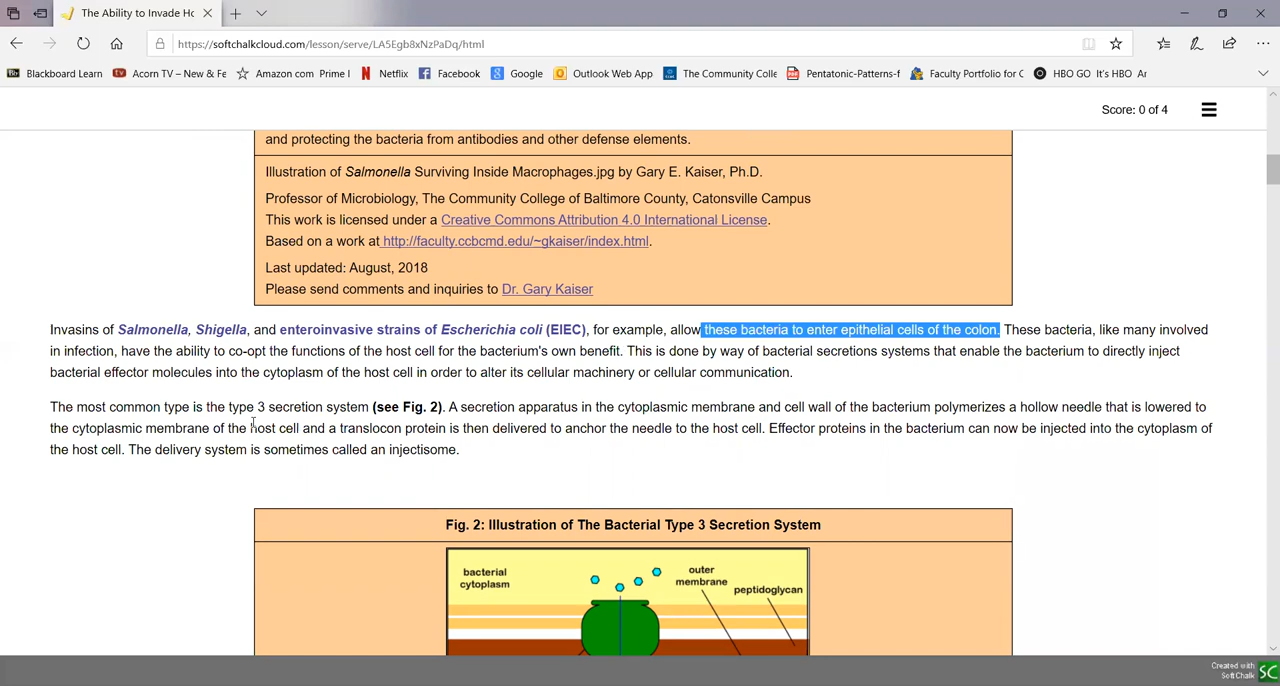 The Ability to Invade Ho
https://softchalkcloud.com/lesson/serve/LA5Egb8xNzPaDq/html
Blackboard Learn Acorn TV – New & Fe Amazon com Prime I Netflix Facebook Google Outlook Web App The Community Colle Pentatonic-Patterns-f Faculty Portfolio for C HBO GO It's HBO Ar
Score: 0 of 4
and protecting the bacteria from antibodies and other defense elements.
Illustration of Salmonella Surviving Inside Macrophages.jpg by Gary E. Kaiser, Ph.D.
Professor of Microbiology, The Community College of Baltimore County, Catonsville Campus
This work is licensed under a Creative Commons Attribution 4.0 International License.
Based on a work at http://faculty.ccbcmd.edu/~gkaiser/index.html.
Last updated: August, 2018
Please send comments and inquiries to Dr. Gary Kaiser
Invasins of Salmonella, Shigella, and enteroinvasive strains of Escherichia coli (EIEC), for example, allow these bacteria to enter epithelial cells of the colon. These bacteria, like many involved
in infection, have the ability to co-opt the functions of the host cell for the bacterium's own benefit. This is done by way of bacterial secretions systems that enable the bacterium to directly inject
bacterial effector molecules into the cytoplasm of the host cell in order to alter its cellular machinery or cellular communication.
The most common type is the type 3 secretion system (see Fig. 2). A secretion apparatus in the cytoplasmic membrane and cell wall of the bacterium polymerizes a hollow needle that is lowered to
the cytoplasmic membrane of the host cell and a translocon protein is then delivered to anchor the needle to the host cell. Effector proteins in the bacterium can now be injected into the cytoplasm of
the host cell. The delivery system is sometimes called an injectisome.
Fig. 2: Illustration of The Bacterial Type 3 Secretion System
bacterial
cytoplasm
outer
membrane
peptidoglycan
Created with
SoftChalk
SC